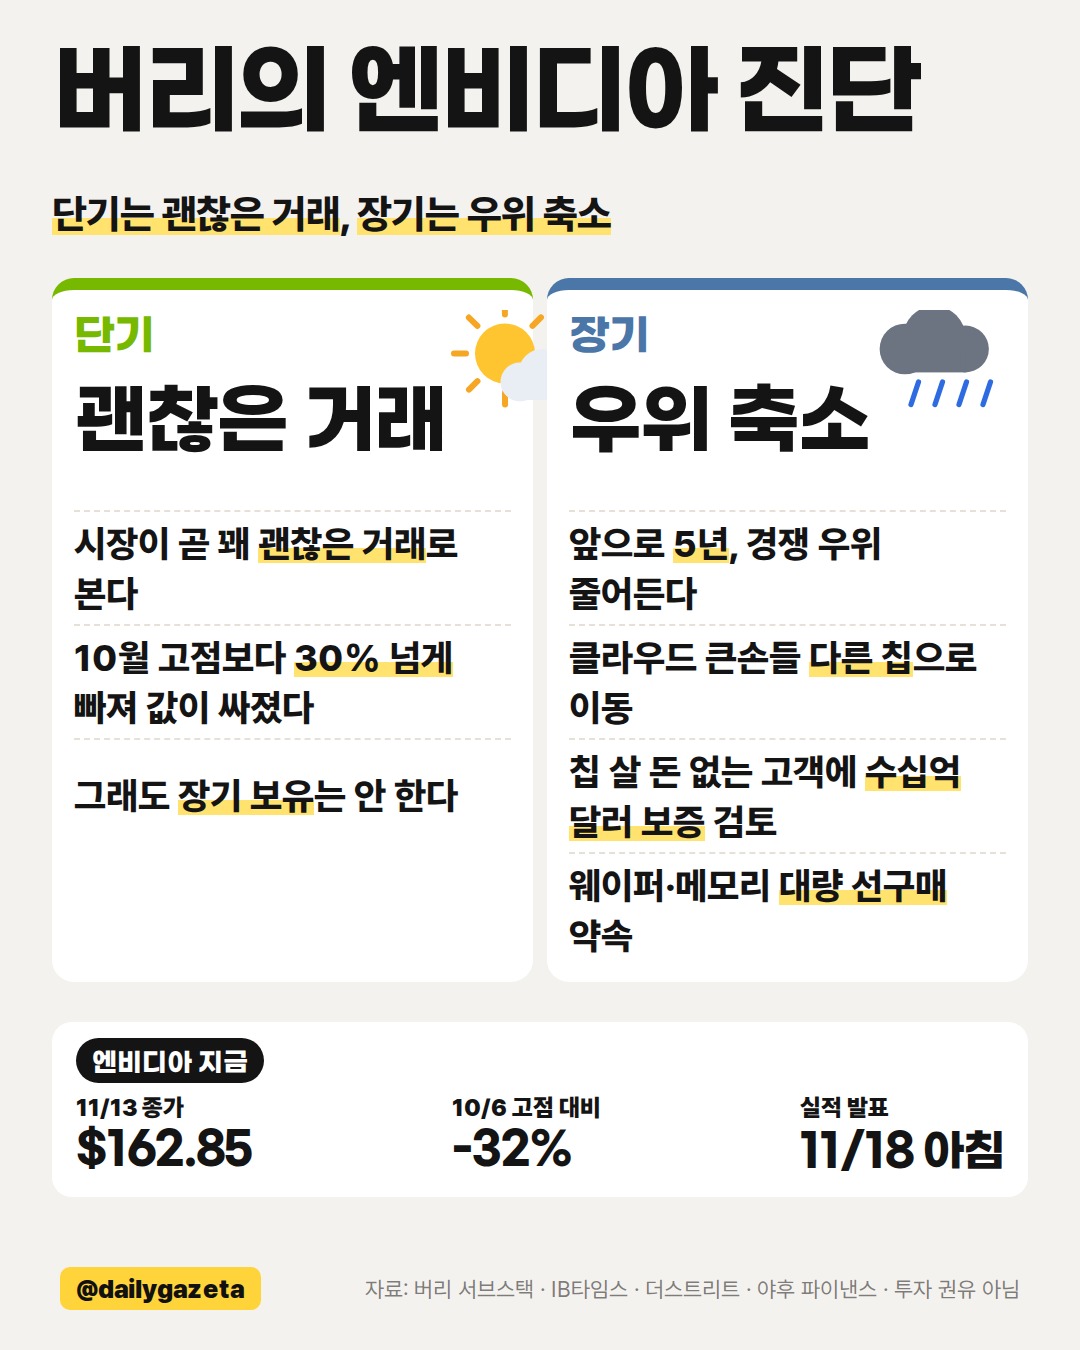 버리의 엔비디아 진단
단기는 괜찮은 거래, 장기는 우위 축소
단기
괜찮은 거래
시장이 곧 꽤 괜찮은 거래로
본다
10월 고점보다 30% 넘게
빠져 값이 싸졌다
그래도 장기 보유는 안 한다
장기
우위 축소
앞으로 5년, 경쟁 우위
줄어든다
클라우드 큰손들 다른 칩으로
이동
칩 살 돈 없는 고객에 수십억
달러 보증 검토
웨이퍼·메모리 대량 선구매
약속
엔비디아 지금
11/13 종가
$162.85
10/6 고점 대비
-32%
실적 발표
11/18 아침
@dailygazeta
자료: 버리 서브스택 · IB타임스 · 더스트리트 · 야후 파이낸스 · 투자 권유 아님